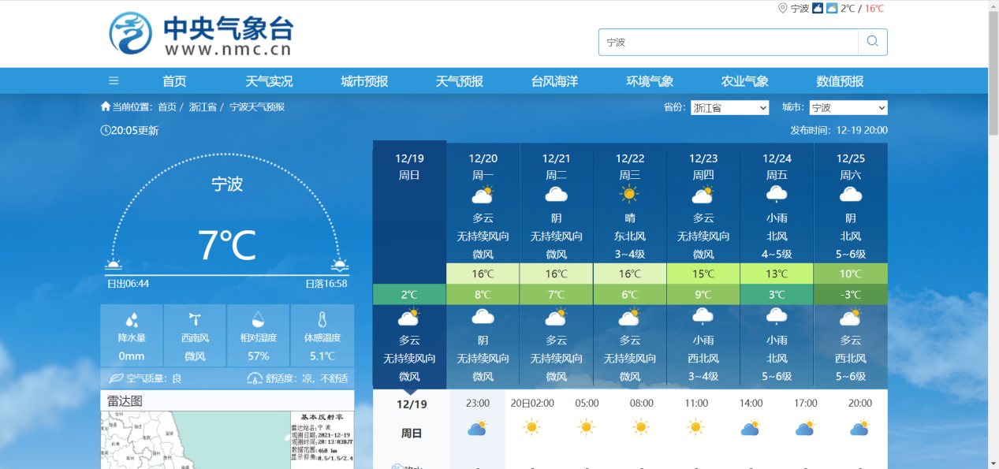 宁波 2℃ / 16℃
中央气象台
www.nmc.cn
宁波
首页 天气实况 城市预报 天气预报 台风海洋 环境气象 农业气象 数值预报
当前位置：首页 / 浙江省 / 宁波天气预报
省份： 浙江省 城市： 宁波
20:05更新
发布时间：12-19 20:00
宁波
7℃
日出06:44 日落16:58
降水量 西南风 相对湿度 体感温度
0mm 微风 57% 5.1℃
空气质量：良 舒适度：凉，不舒适
12/19 12/20 12/21 12/22 12/23 12/24 12/25
周日 周一 周二 周三 周四 周五 周六
多云 阴 晴 多云 小雨 阴
无持续风向 无持续风向 东北风 无持续风向 北风 北风
微风 微风 3~4级 微风 4~5级 5~6级
16℃ 16℃ 16℃ 15℃ 13℃ 10℃
2℃ 8℃ 7℃ 6℃ 9℃ 3℃ -3℃
多云 阴 多云 多云 小雨 小雨 多云
无持续风向 无持续风向 无持续风向 无持续风向 西北风 北风 西北风
微风 微风 微风 微风 3~4级 5~6级 5~6级
12/19 23:00 20日02:00 05:00 08:00 11:00 14:00 17:00 20:00
周日
雷达图
基本反射率
雷达站名:宁 波
观测日期:2021-12-19
观测时间:20:13:03BJT
数据范围:460 km
显示仰角:0.5/1.5/2.4